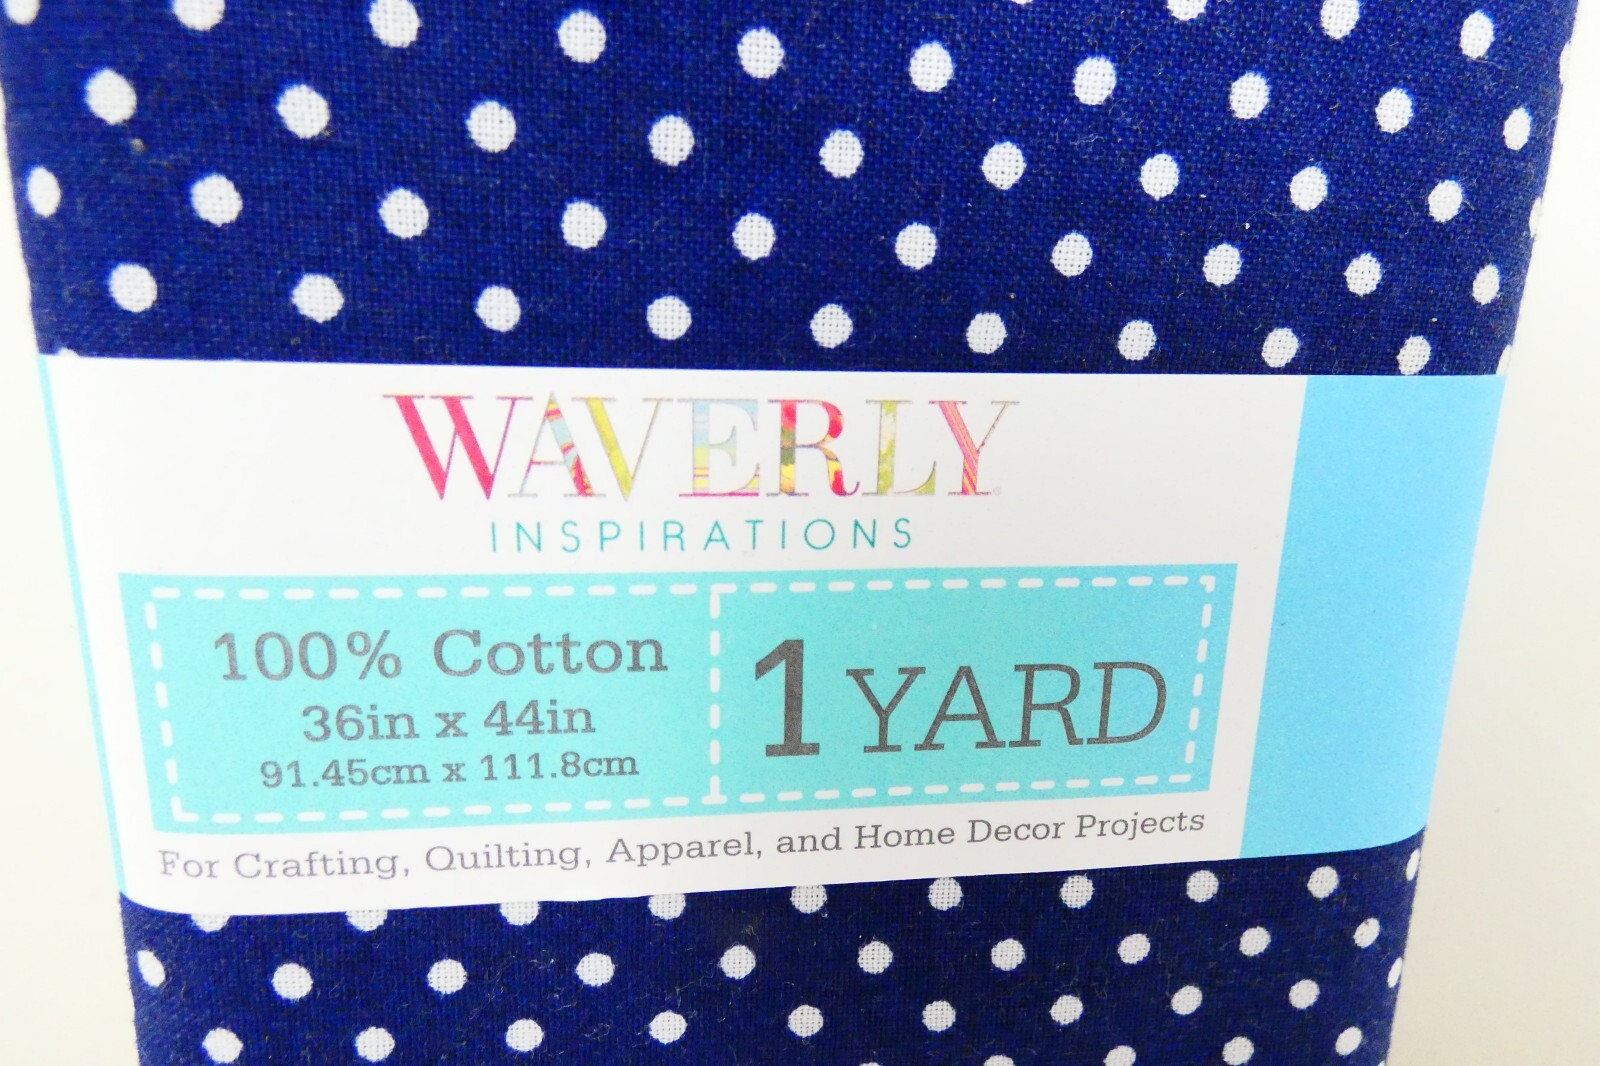 WAVERLY
INSPIRATIONS
100% Cotton
36in x 44in
91.45cm x 111.8cm
1 YARD
For Crafting, Quilting, Apparel, and Home Decor Projects